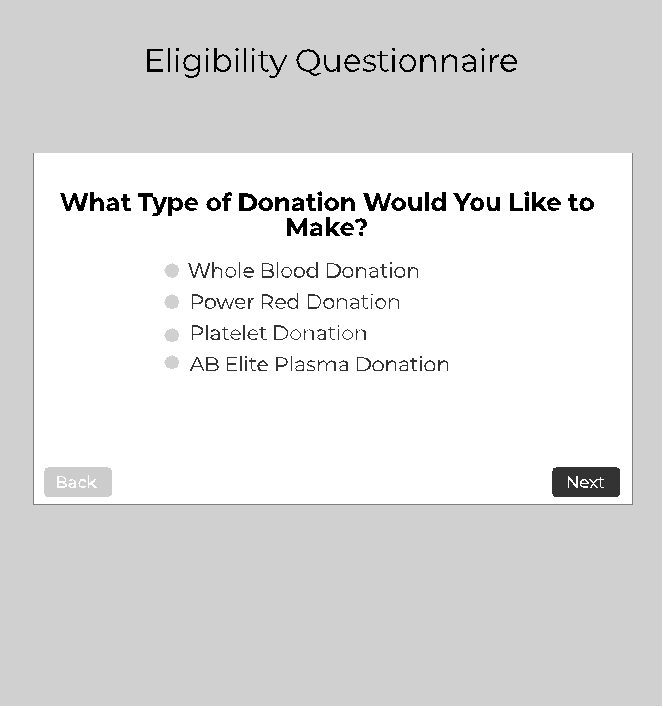 Eligibility Questionnaire
What Type of Donation Would You Like to
Make?
Whole Blood Donation
Power Red Donation
Platelet Donation
AB Elite Plasma Donation
Back
Next